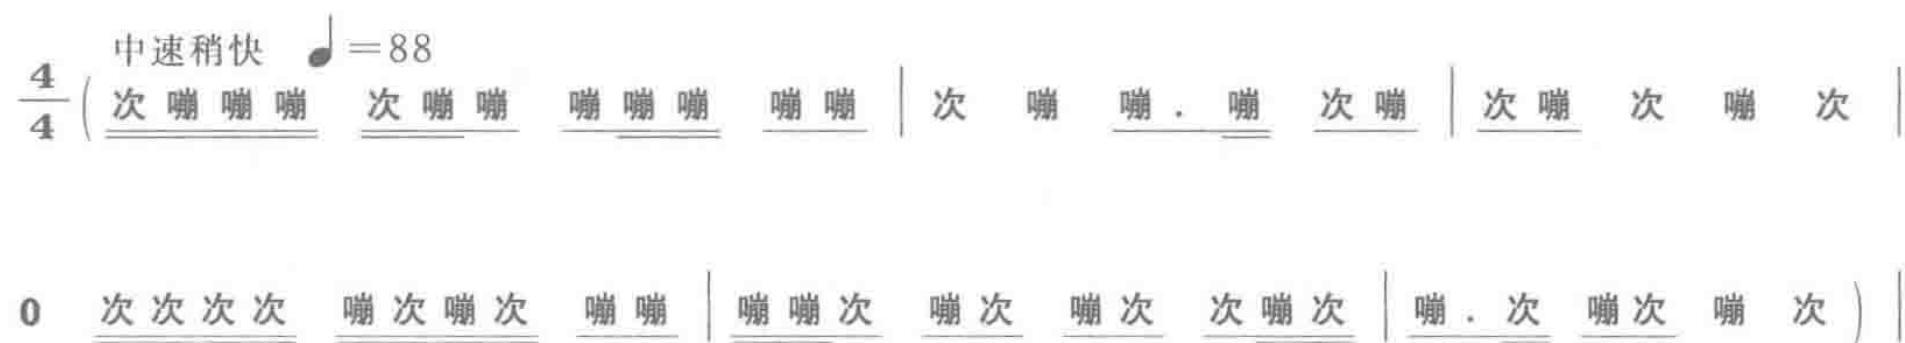 中速稍快 ♩=88
4/4 ( 次嘣嘣嘣 次嘣嘣 嘣嘣嘣 嘣嘣 | 次 嘣 嘣.嘣 次嘣 | 次嘣 次 嘣 次 |
0 次次次次 嘣次嘣次 嘣嘣 | 嘣嘣次 嘣次 嘣次 次嘣次 | 嘣.次 嘣次 嘣 次 ) |